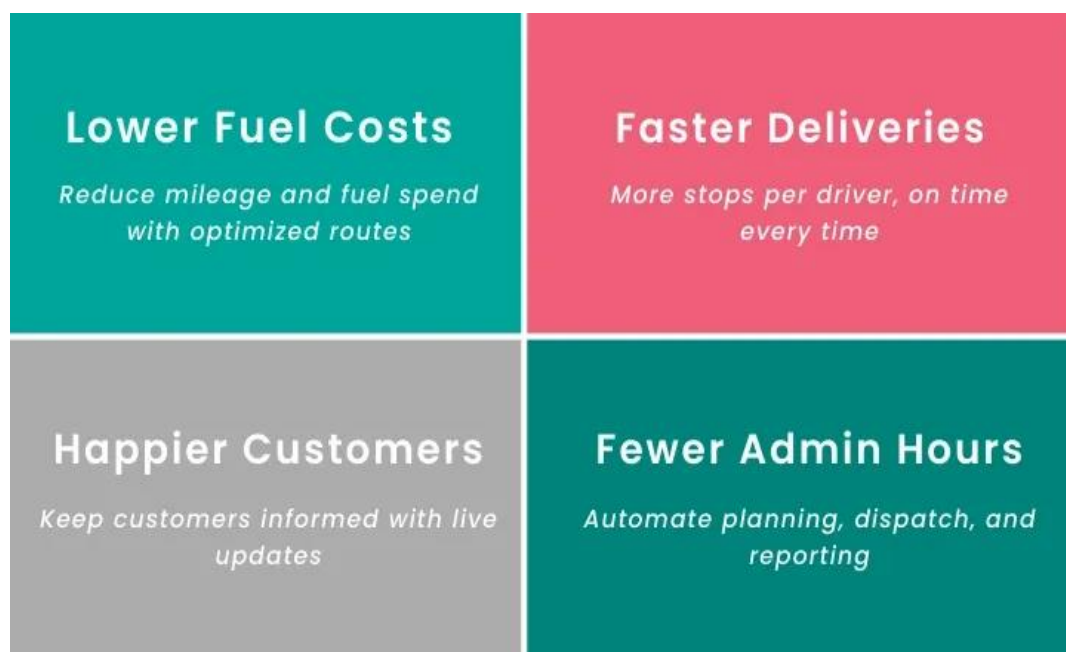 Lower Fuel Costs
Reduce mileage and fuel spend
with optimized routes
Faster Deliveries
More stops per driver, on time
every time
Happier Customers
Keep customers informed with live
updates
Fewer Admin Hours
Automate planning, dispatch, and
reporting